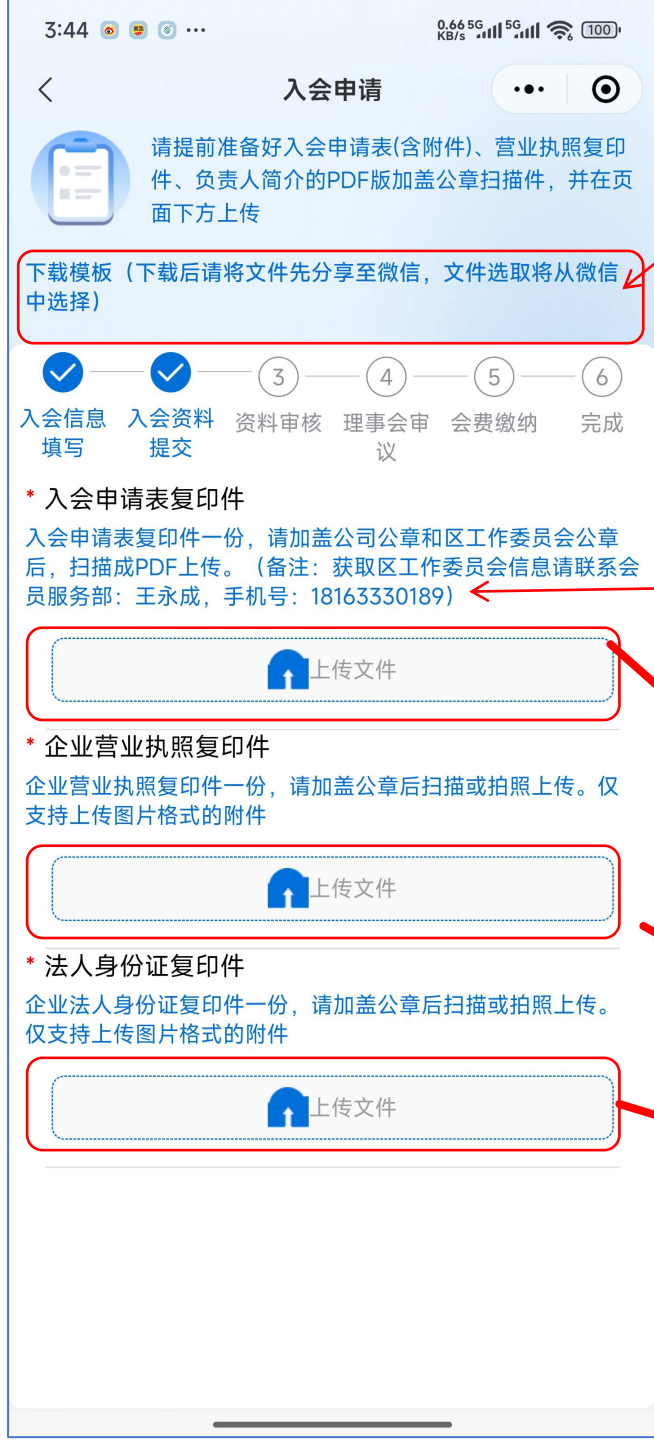 3:44
0.66 KB/s 5G 5G 6 100
入会申请
请提前准备好入会申请表(含附件)、营业执照复印
件、负责人简介的PDF版加盖公章扫描件，并在页
面下方上传
下载模板（下载后请将文件先分享至微信，文件选取将从微信
中选择）
3 4 5 6
入会信息 入会资料 资料审核 理事会审 会费缴纳 完成
填写 提交 议
* 入会申请表复印件
入会申请表复印件一份，请加盖公司公章和区工作委员会公章
后，扫描成PDF上传。（备注：获取区工作委员会信息请联系会
员服务部：王永成，手机号：18163330189）
上传文件
* 企业营业执照复印件
企业营业执照复印件一份，请加盖公章后扫描或拍照上传。仅
支持上传图片格式的附件
上传文件
* 法人身份证复印件
企业法人身份证复印件一份，请加盖公章后扫描或拍照上传。
仅支持上传图片格式的附件
上传文件